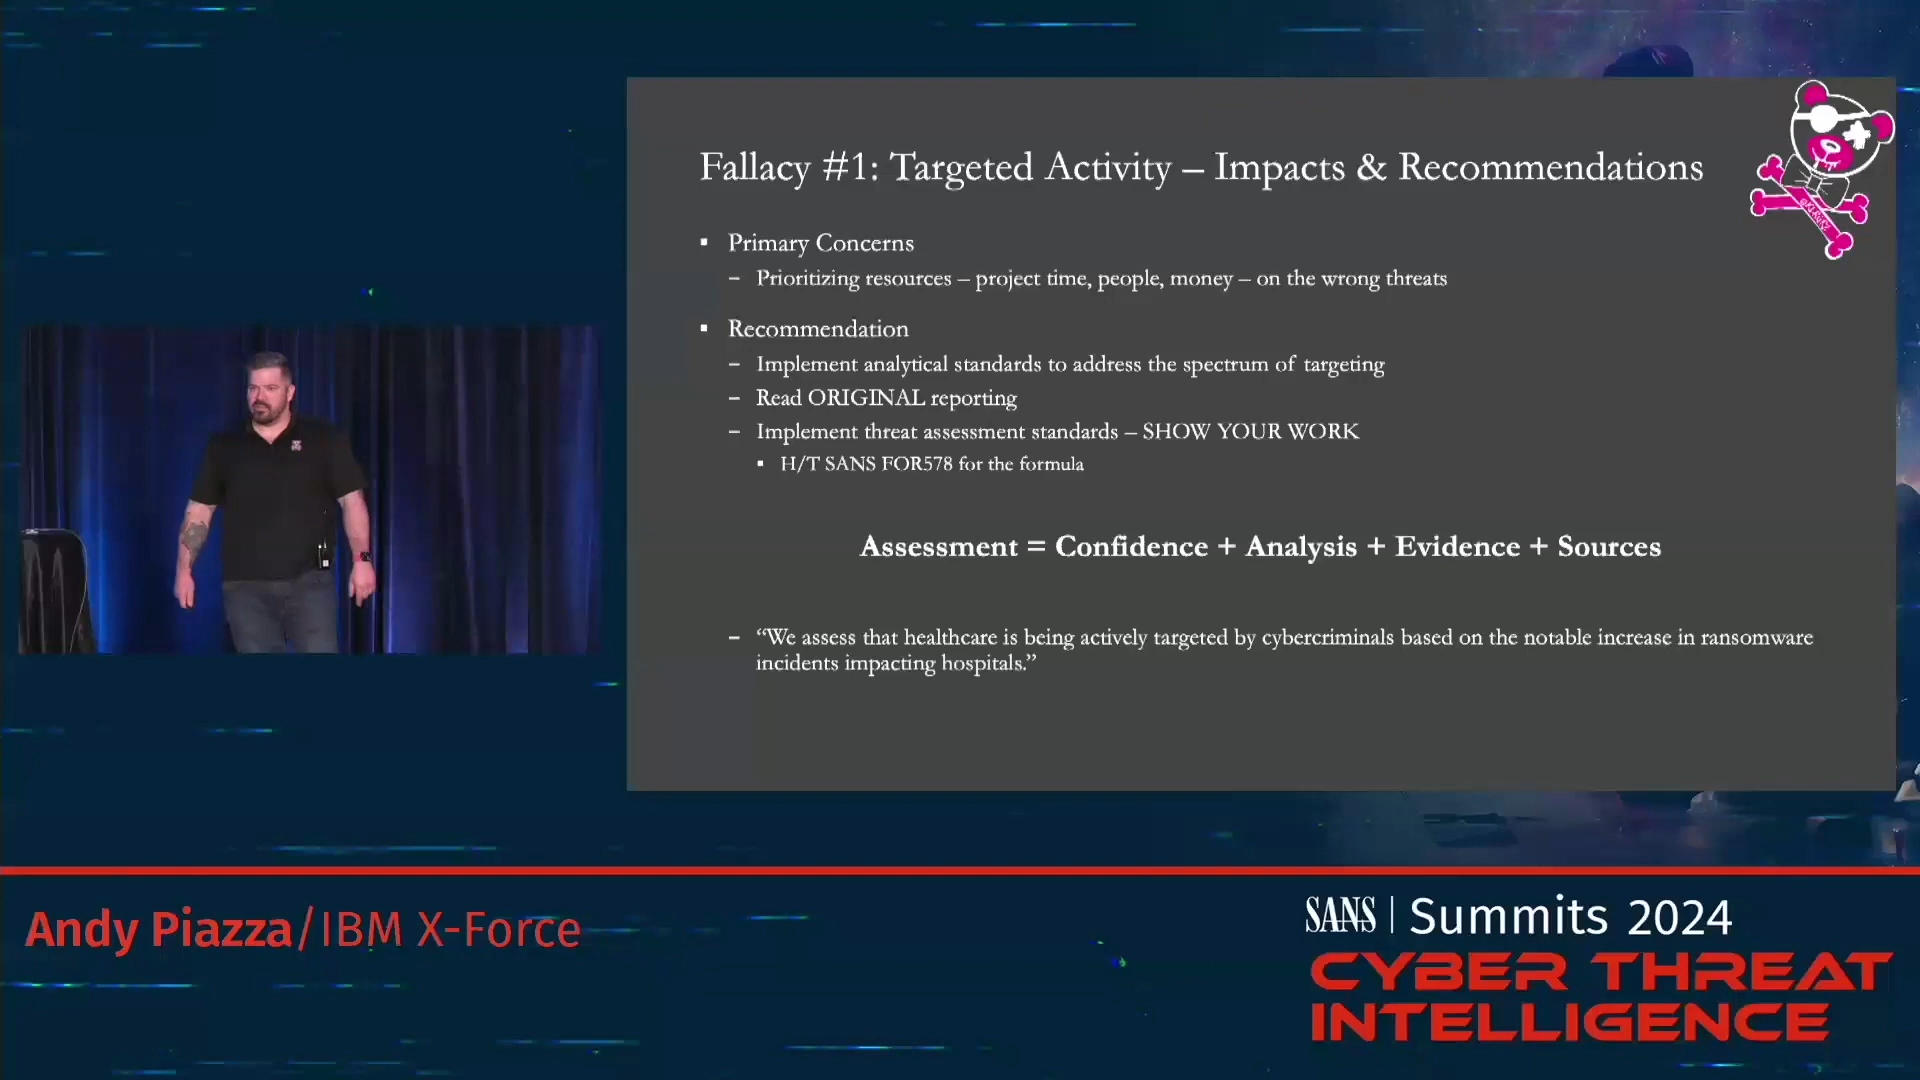 Fallacy #1: Targeted Activity – Impacts & Recommendations
▪ Primary Concerns
– Prioritizing resources – project time, people, money – on the wrong threats
▪ Recommendation
– Implement analytical standards to address the spectrum of targeting
– Read ORIGINAL reporting
– Implement threat assessment standards – SHOW YOUR WORK
▪ H/T SANS FOR578 for the formula
Assessment = Confidence + Analysis + Evidence + Sources
– “We assess that healthcare is being actively targeted by cybercriminals based on the notable increase in ransomware
incidents impacting hospitals.”
Andy Piazza/IBM X-Force
SANS | Summits 2024
CYBER THREAT
INTELLIGENCE